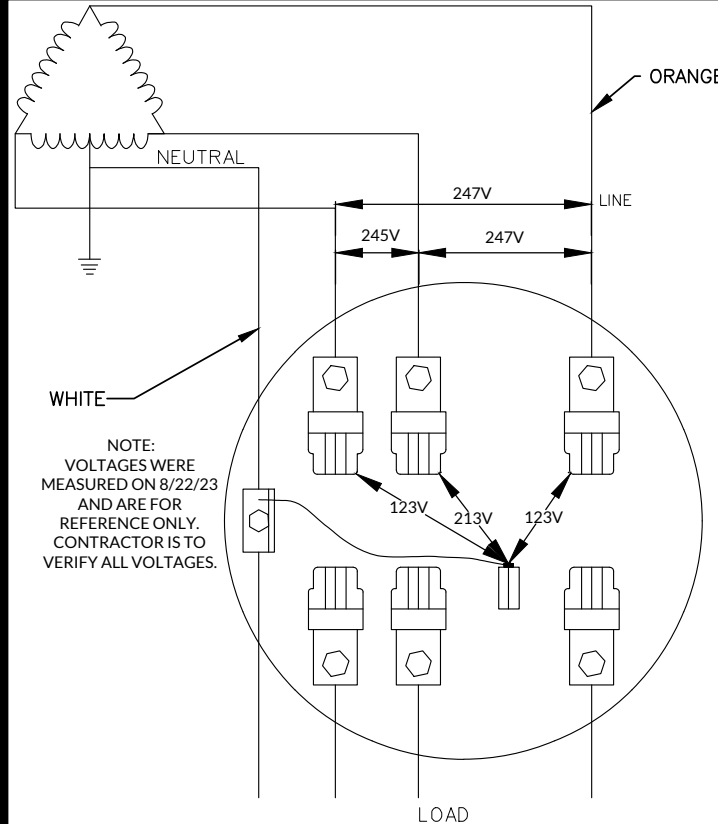 ORANGE
NEUTRAL
247V
LINE
245V
247V
WHITE
NOTE:
VOLTAGES WERE
MEASURED ON 8/22/23
AND ARE FOR
REFERENCE ONLY.
CONTRACTOR IS TO
VERIFY ALL VOLTAGES.
123V
213V
123V
LOAD